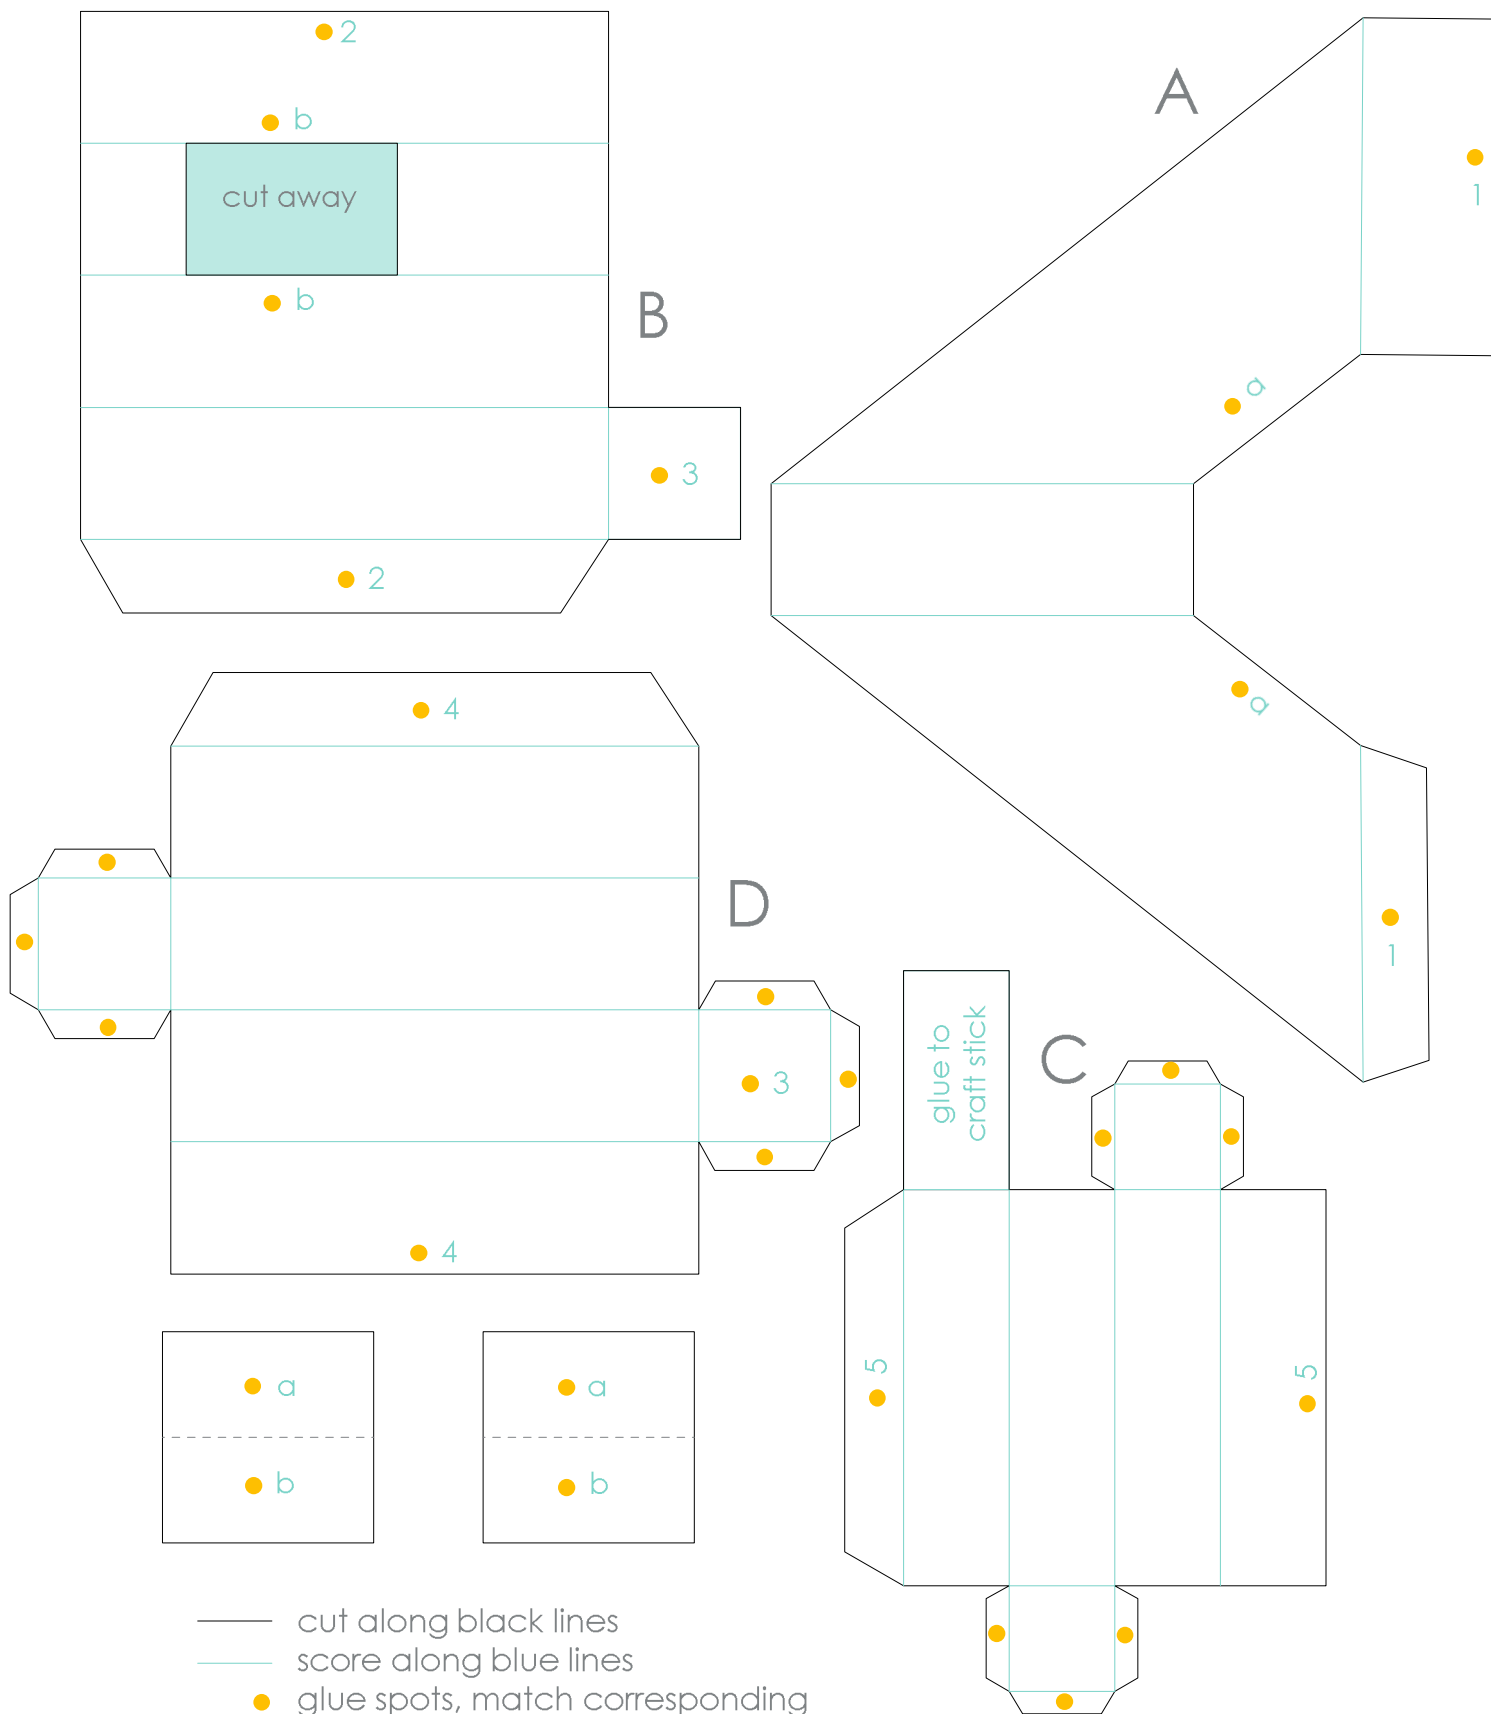 2
b
cut away
b
B
3
2
A
1
a
a
1
4
D
3
4
glue to
craft stick
C
5
5
a
b
a
b
cut along black lines
score along blue lines
glue spots, match corresponding